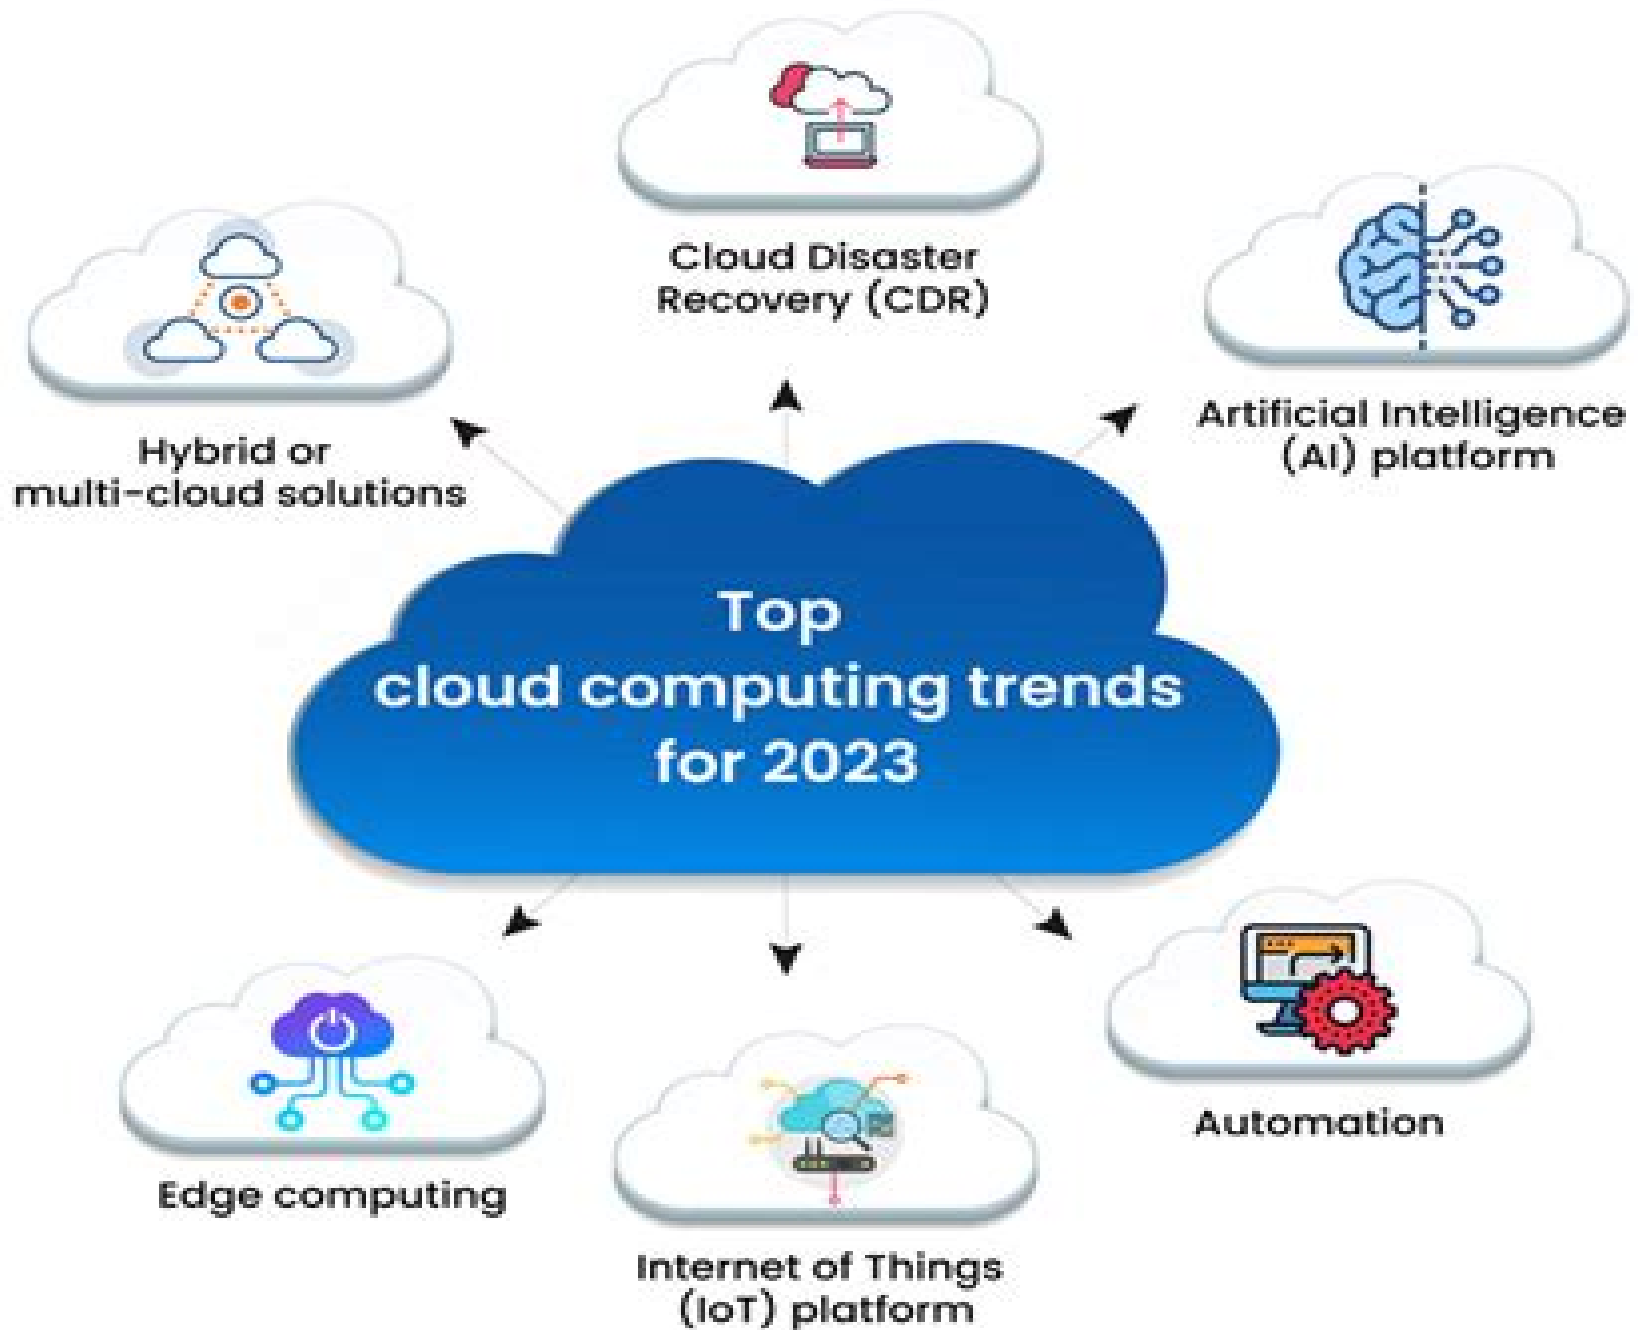 Cloud Disaster
Recovery (CDR)
Hybrid or
multi-cloud solutions
Artificial Intelligence
(AI) platform
Top
cloud computing trends
for 2023
Edge computing
Internet of Things
(IoT) platform
Automation